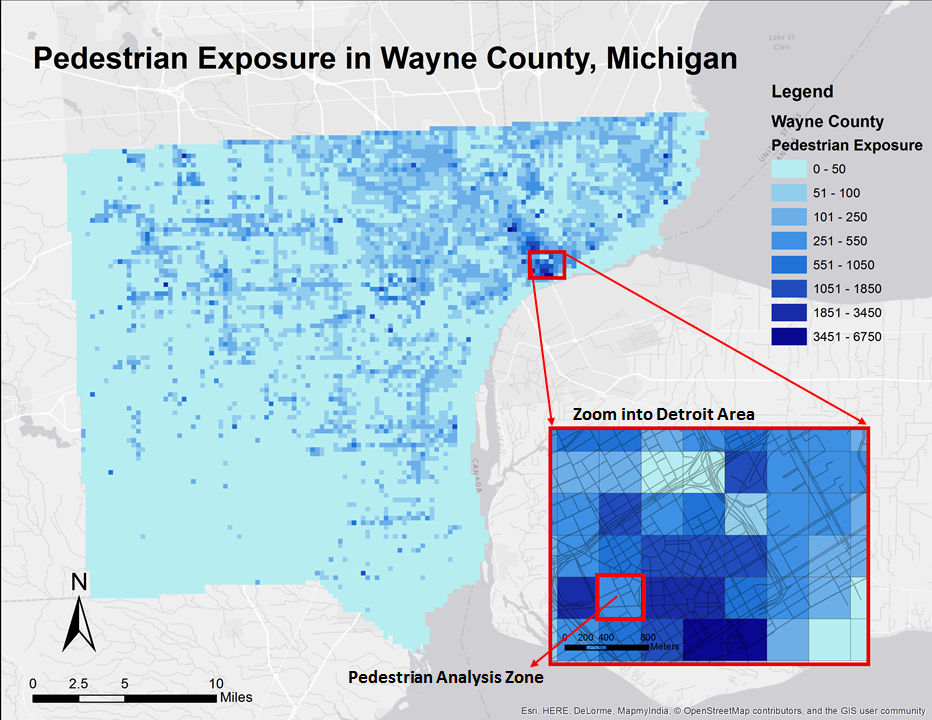 Pedestrian Exposure in Wayne County, Michigan
Lake St
Clair
Legend
Wayne County
Pedestrian Exposure
0 - 50
51 - 100
101 - 250
251 - 550
551 - 1050
1051 - 1850
1851 - 3450
3451 - 6750
Zoom into Detroit Area
CANADA
N
0 200 400 800
Meters
Pedestrian Analysis Zone
0 2.5 5 10
Miles
Esri, HERE, DeLorme, MapmyIndia, © OpenStreetMap contributors, and the GIS user community